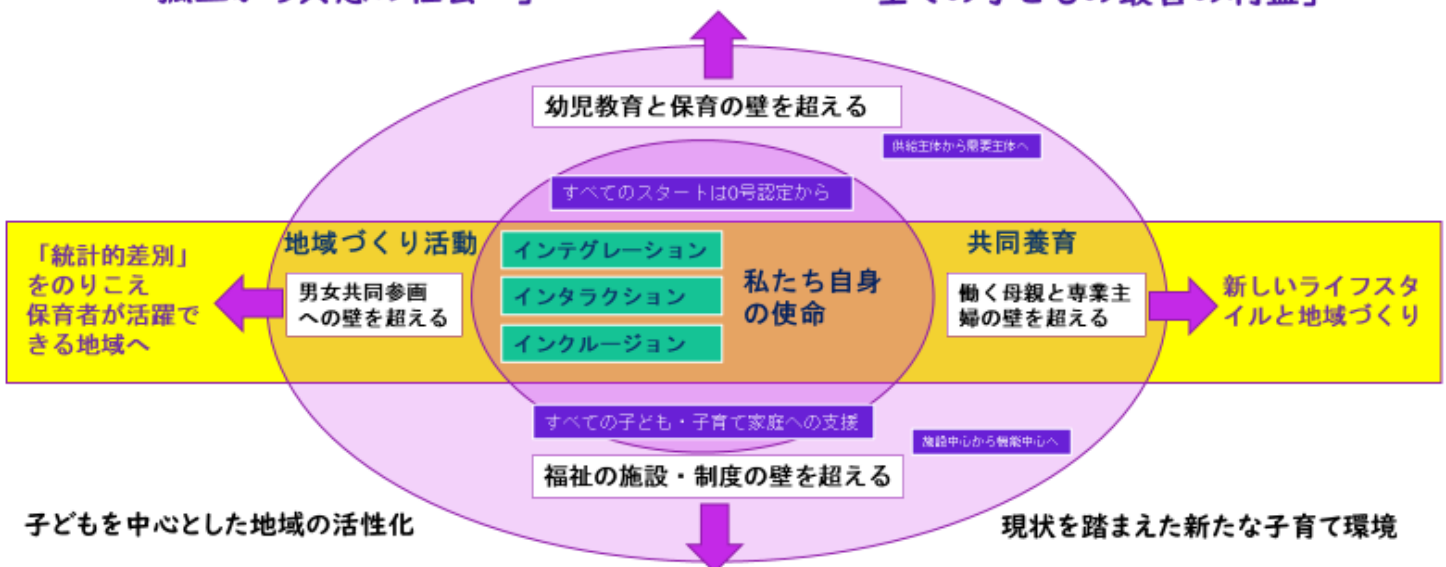 幼児教育と保育の壁を超える
供給主体から需要主体へ
すべてのスタートは0号認定から
「統計的差別」
をのりこえ
保育者が活躍で
きる地域へ
地域づくり活動
男女共同参画
への壁を超える
インテグレーション
インタラクション
インクルージョン
私たち自身
の使命
共同養育
働く母親と専業主
婦の壁を超える
新しいライフスタ
イルと地域づくり
すべての子ども・子育て家庭への支援
施設中心から機能中心へ
福祉の施設・制度の壁を超える
子どもを中心とした地域の活性化
現状を踏まえた新たな子育て環境